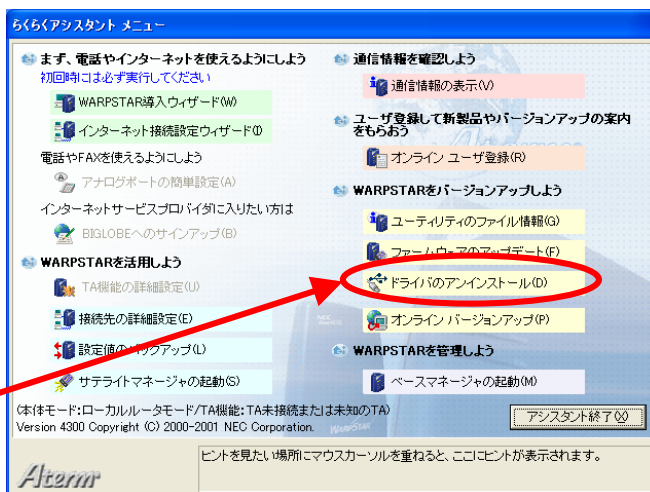 らくらくアシスタント メニュー
まず、電話やインターネットを使えるようにしよう
初回時には必ず実行してください
WARPSTAR導入ウィザード(W)
インターネット接続設定ウィザード(I)
電話やFAXを使えるようにしよう
アナログポートの簡単設定(A)
インターネットサービスプロバイダに入りたい方は
BIGLOBEへのサインアップ(B)
WARPSTARを活用しよう
TA機能の詳細設定(U)
接続先の詳細設定(E)
設定値のバックアップ(L)
サテライトマネージャの起動(S)
通信情報を確認しよう
通信情報の表示(V)
ユーザ登録して新製品やバージョンアップの案内
をもらおう
オンライン ユーザ登録(R)
WARPSTARをバージョンアップしよう
ユーティリティのファイル情報(G)
ファームウェアのアップデート(F)
ドライバのアンインストール(D)
オンライン バージョンアップ(P)
WARPSTARを管理しよう
ベースマネージャの起動(M)
(本体モード:ローカルルータモード/TA機能:TA未接続または未知のTA)
Version 4300 Copyright (C) 2000-2001 NEC Corporation.
WARPSTAR
アシスタント終了(X)
Aterm
ヒントを見たい場所にマウスカーソルを重ねると、ここにヒントが表示されます。